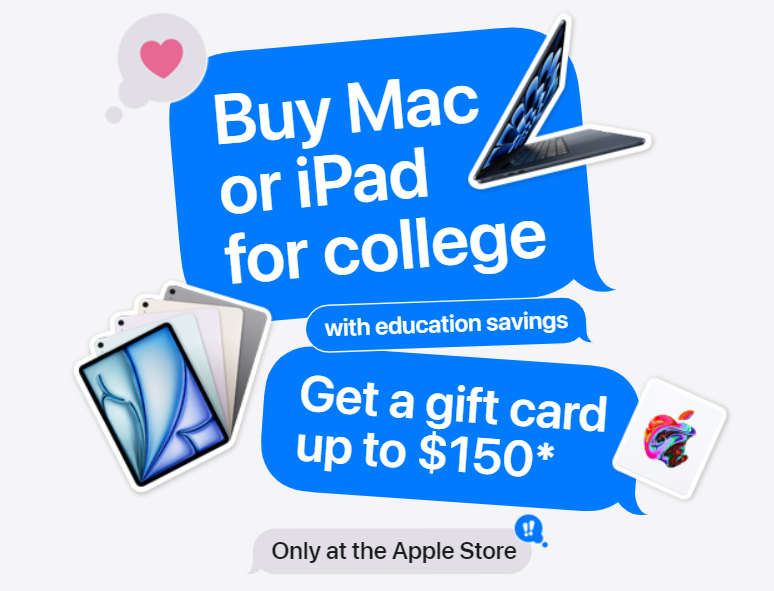 Buy Mac
or iPad
for college
with education savings
Get a gift card
up to $150*
Only at the Apple Store
!!